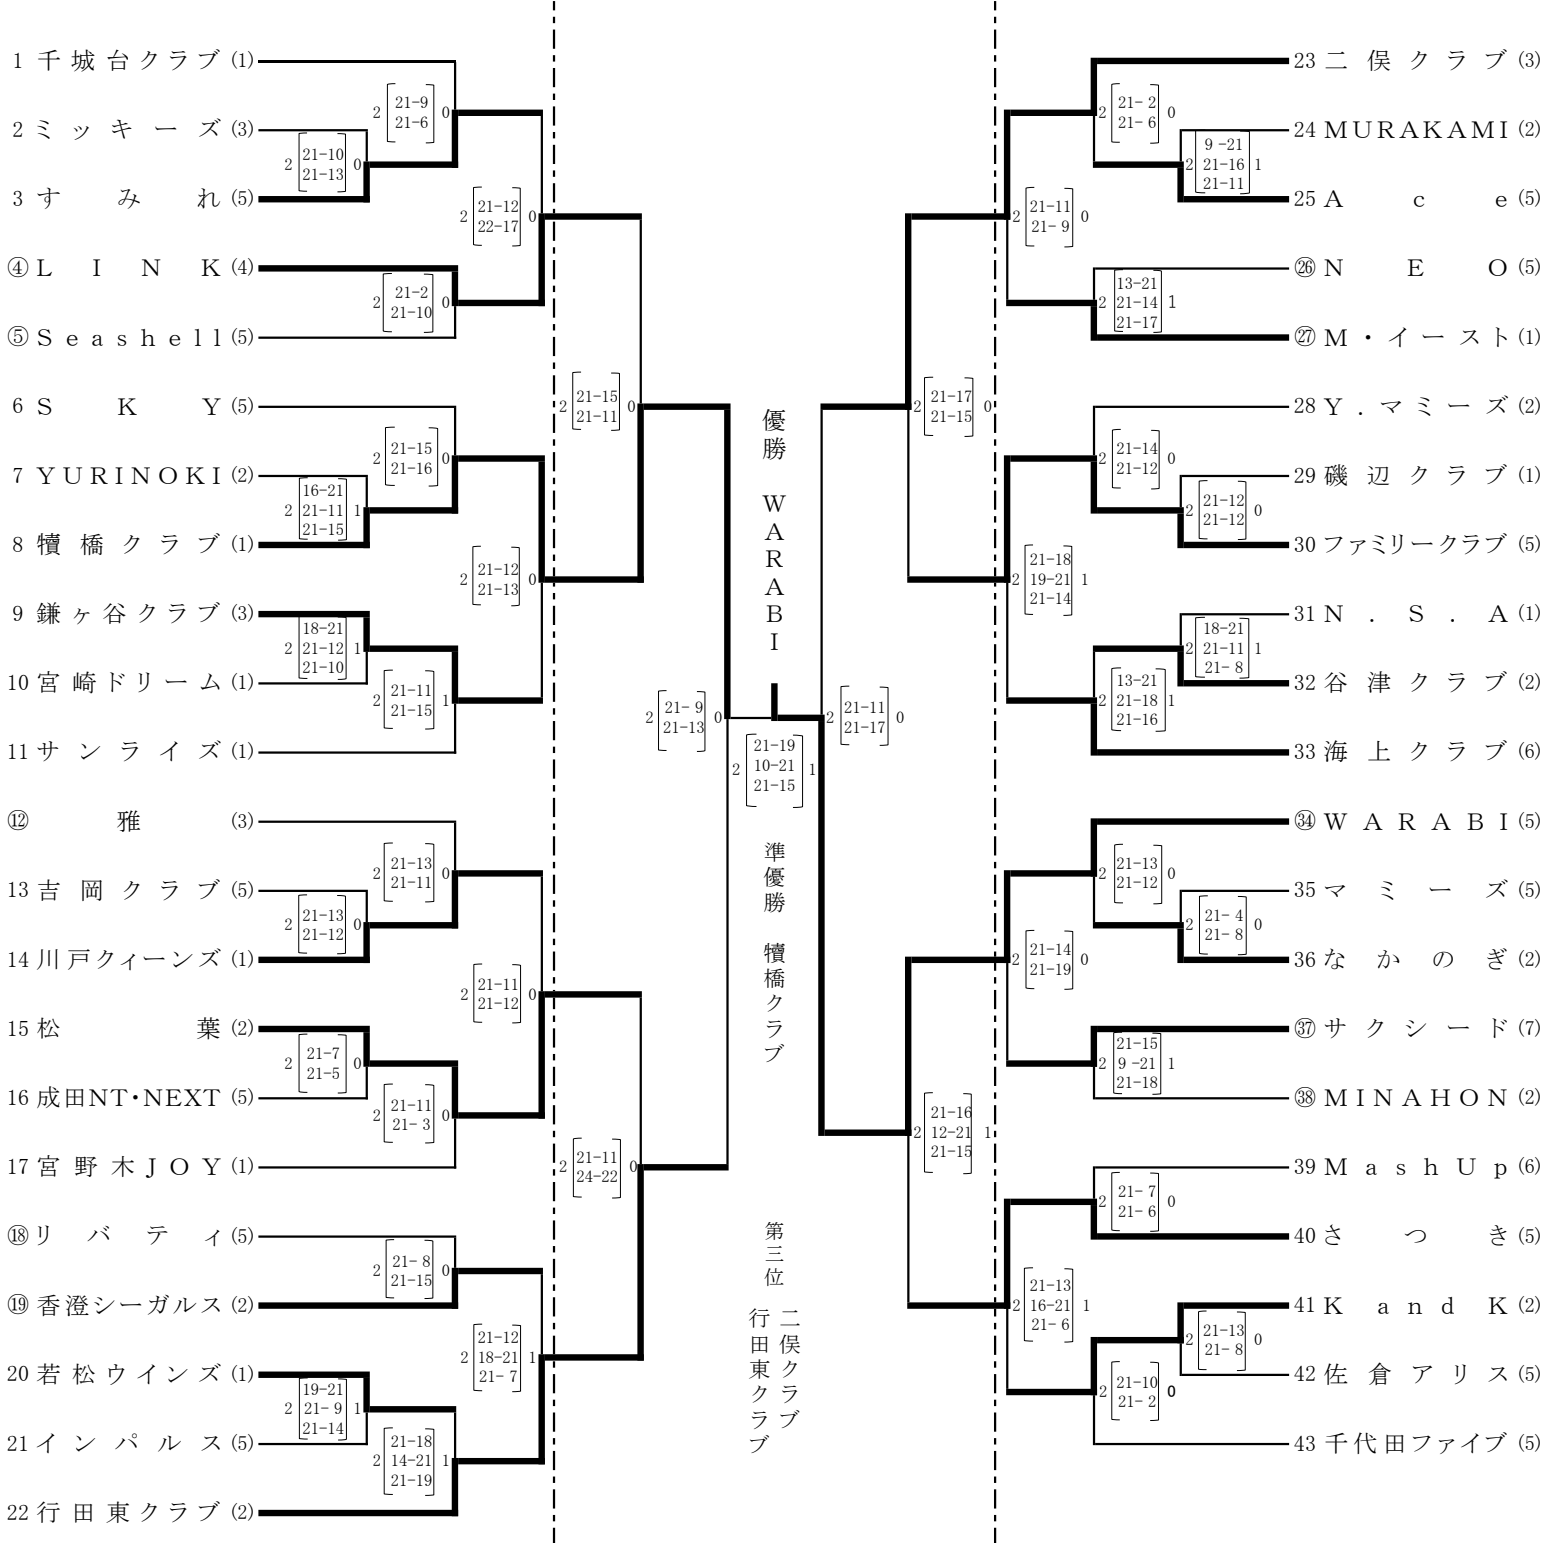 1 千城台クラブ (1)
2 ミッキーズ (3)
3 すみれ (5)
④ LINK (4)
⑤ Seashell (5)
6 SKY (5)
7 YURINOKI (2)
8 犢橋クラブ (1)
9 鎌ヶ谷クラブ (3)
10 宮崎ドリーム (1)
11 サンライズ (1)
⑫ 雅 (3)
13 吉岡クラブ (5)
14 川戸クィーンズ (1)
15 松葉 (2)
16 成田NT・NEXT (5)
17 宮野木JOY (1)
⑱ リバティ (5)
⑲ 香澄シーガルス (2)
20 若松ウインズ (1)
21 インパルス (5)
22 行田東クラブ (2)
2 21-10 0
21-13
2 16-21 1
21-11
21-15
2 18-21 1
21-12
21-10
2 21-13 0
21-12
2 21-7 0
21-5
2 19-21 1
21- 9
21-14
2 21-9 0
21-6
2 21-2 0
21-10
2 21-15 0
21-16
2 21-11 1
21-15
2 21-13 0
21-11
2 21-11 0
21- 3
2 21- 8 0
21-15
2 21-18 1
14-21
21-19
2 21-12 0
22-17
2 21-12 0
21-13
2 21-11 0
21-12
2 21-12 1
18-21
21- 7
2 21-15 0
21-11
2 21-11 0
24-22
2 21- 9 0
21-13
優勝 WARABI
2 21-19 1
10-21
21-15
準優勝 犢橋クラブ
第三位
二俣クラブ
行田東クラブ
2 21-11 0
21-17
2 21-17 0
21-15
2 21-16 1
12-21
21-15
2 21-11 0
21- 9
2 21-18 1
19-21
21-14
2 21-14 0
21-19
2 21-13 1
16-21
21- 6
2 21- 2 0
21- 6
2 13-21 1
21-14
21-17
2 21-14 0
21-12
2 13-21 1
21-18
21-16
2 21-13 0
21-12
2 21-15 1
9 -21
21-18
2 21- 7 0
21- 6
2 21-10 0
21- 2
2 9 -21 1
21-16
21-11
2 21-12 0
21-12
2 18-21 1
21-11
21- 8
2 21- 4 0
21- 8
2 21-13 0
21- 8
23 二俣クラブ (3)
24 MURAKAMI (2)
25 Ace (5)
㉖ NEO (5)
㉗ M・イースト (1)
28 Y.マミーズ (2)
29 磯辺クラブ (1)
30 ファミリークラブ (5)
31 N.S.A (1)
32 谷津クラブ (2)
33 海上クラブ (6)
㉞ WARABI (5)
35 マミーズ (5)
36 なかのぎ (2)
㊲ サクシード (7)
㊳ MINAHON (2)
39 MashUp (6)
40 さつき (5)
41 KandK (2)
42 佐倉アリス (5)
43 千代田ファイブ (5)